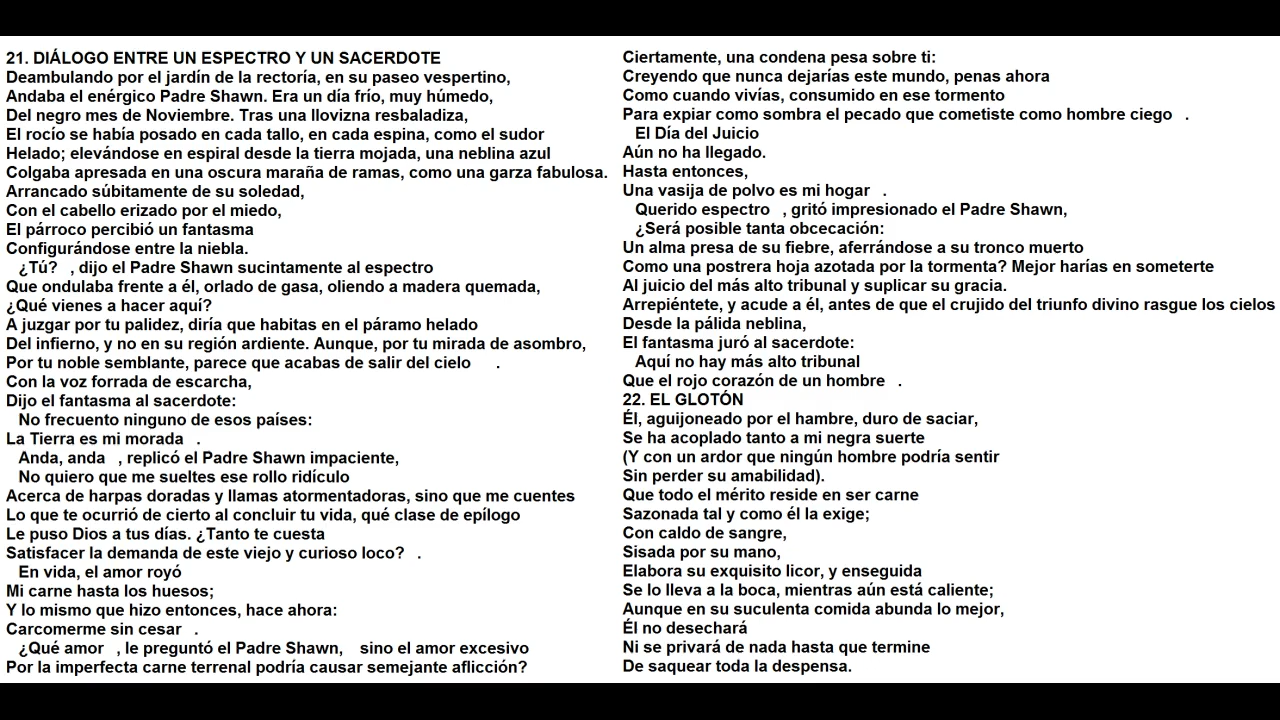 21. DIÁLOGO ENTRE UN ESPECTRO Y UN SACERDOTE
Deambulando por el jardín de la rectoría, en su paseo vespertino,
Andaba el enérgico Padre Shawn. Era un día frío, muy húmedo,
Del negro mes de Noviembre. Tras una llovizna resbaladiza,
El rocío se había posado en cada tallo, en cada espina, como el sudor
Helado; elevándose en espiral desde la tierra mojada, una neblina azul
Colgaba apresada en una oscura maraña de ramas, como una garza fabulosa.
Arrancado súbitamente de su soledad,
Con el cabello erizado por el miedo,
El párroco percibió un fantasma
Configurándose entre la niebla.
¿Tú? , dijo el Padre Shawn sucintamente al espectro
Que ondulaba frente a él, orlado de gasa, oliendo a madera quemada,
¿Qué vienes a hacer aquí?
A juzgar por tu palidez, diría que habitas en el páramo helado
Del infierno, y no en su región ardiente. Aunque, por tu mirada de asombro,
Por tu noble semblante, parece que acabas de salir del cielo .
Con la voz forrada de escarcha,
Dijo el fantasma al sacerdote:
No frecuento ninguno de esos países:
La Tierra es mi morada .
Anda, anda , replicó el Padre Shawn impaciente,
No quiero que me sueltes ese rollo ridículo
Acerca de harpas doradas y llamas atormentadoras, sino que me cuentes
Lo que te ocurrió de cierto al concluir tu vida, qué clase de epílogo
Le puso Dios a tus días. ¿Tanto te cuesta
Satisfacer la demanda de este viejo y curioso loco? .
En vida, el amor royó
Mi carne hasta los huesos;
Y lo mismo que hizo entonces, hace ahora:
Carcomerme sin cesar .
¿Qué amor , le preguntó el Padre Shawn, sino el amor excesivo
Por la imperfecta carne terrenal podría causar semejante aflicción?
Ciertamente, una condena pesa sobre ti:
Creyendo que nunca dejarías este mundo, penas ahora
Como cuando vivías, consumido en ese tormento
Para expiar como sombra el pecado que cometiste como hombre ciego .
El Día del Juicio
Aún no ha llegado.
Hasta entonces,
Una vasija de polvo es mi hogar .
Querido espectro , gritó impresionado el Padre Shawn,
¿Será posible tanta obcecación:
Un alma presa de su fiebre, aferrándose a su tronco muerto
Como una postrera hoja azotada por la tormenta? Mejor harías en someterte
Al juicio del más alto tribunal y suplicar su gracia.
Arrepiéntete, y acude a él, antes de que el crujido del triunfo divino rasgue los cielos
Desde la pálida neblina,
El fantasma juró al sacerdote:
Aquí no hay más alto tribunal
Que el rojo corazón de un hombre .
22. EL GLOTÓN
Él, aguijoneado por el hambre, duro de saciar,
Se ha acoplado tanto a mi negra suerte
(Y con un ardor que ningún hombre podría sentir
Sin perder su amabilidad).
Que todo el mérito reside en ser carne
Sazonada tal y como él la exige;
Con caldo de sangre,
Sisada por su mano,
Elabora su exquisito licor, y enseguida
Se lo lleva a la boca, mientras aún está caliente;
Aunque en su suculenta comida abunda lo mejor,
Él no desechará
Ni se privará de nada hasta que termine
De saquear toda la despensa.